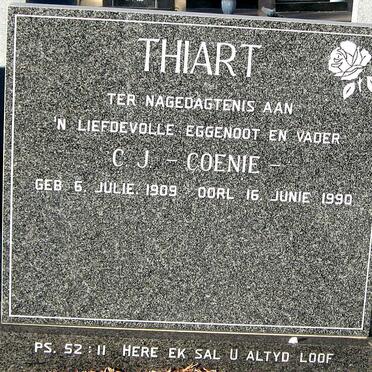 THIART
TER NAGEDAGTENIS AAN
'N LIEFDEVOLLE EGGENOOT EN VADER
C J - COENIE -
GEB 6. JULIE. 1909 OORL 16. JUNIE 1990
PS. 52:11 HERE EK SAL U ALTYD LOOF